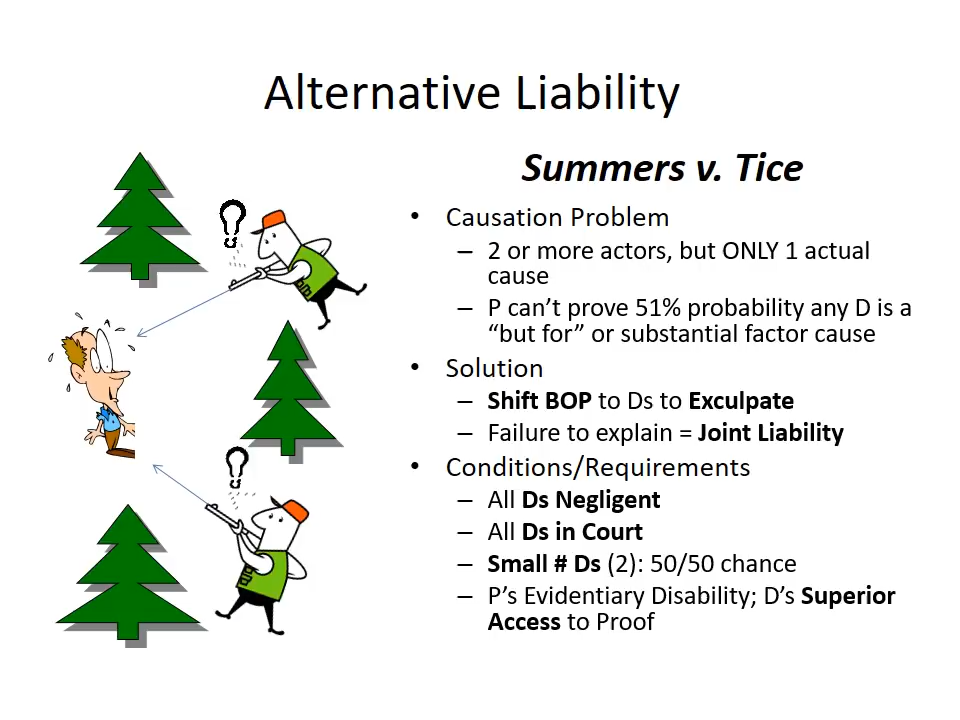 Alternative Liability
Summers v. Tice
• Causation Problem
– 2 or more actors, but ONLY 1 actual
cause
– P can’t prove 51% probability any D is a
“but for” or substantial factor cause
• Solution
– Shift BOP to Ds to Exculpate
– Failure to explain = Joint Liability
• Conditions/Requirements
– All Ds Negligent
– All Ds in Court
– Small # Ds (2): 50/50 chance
– P’s Evidentiary Disability; D’s Superior
Access to Proof